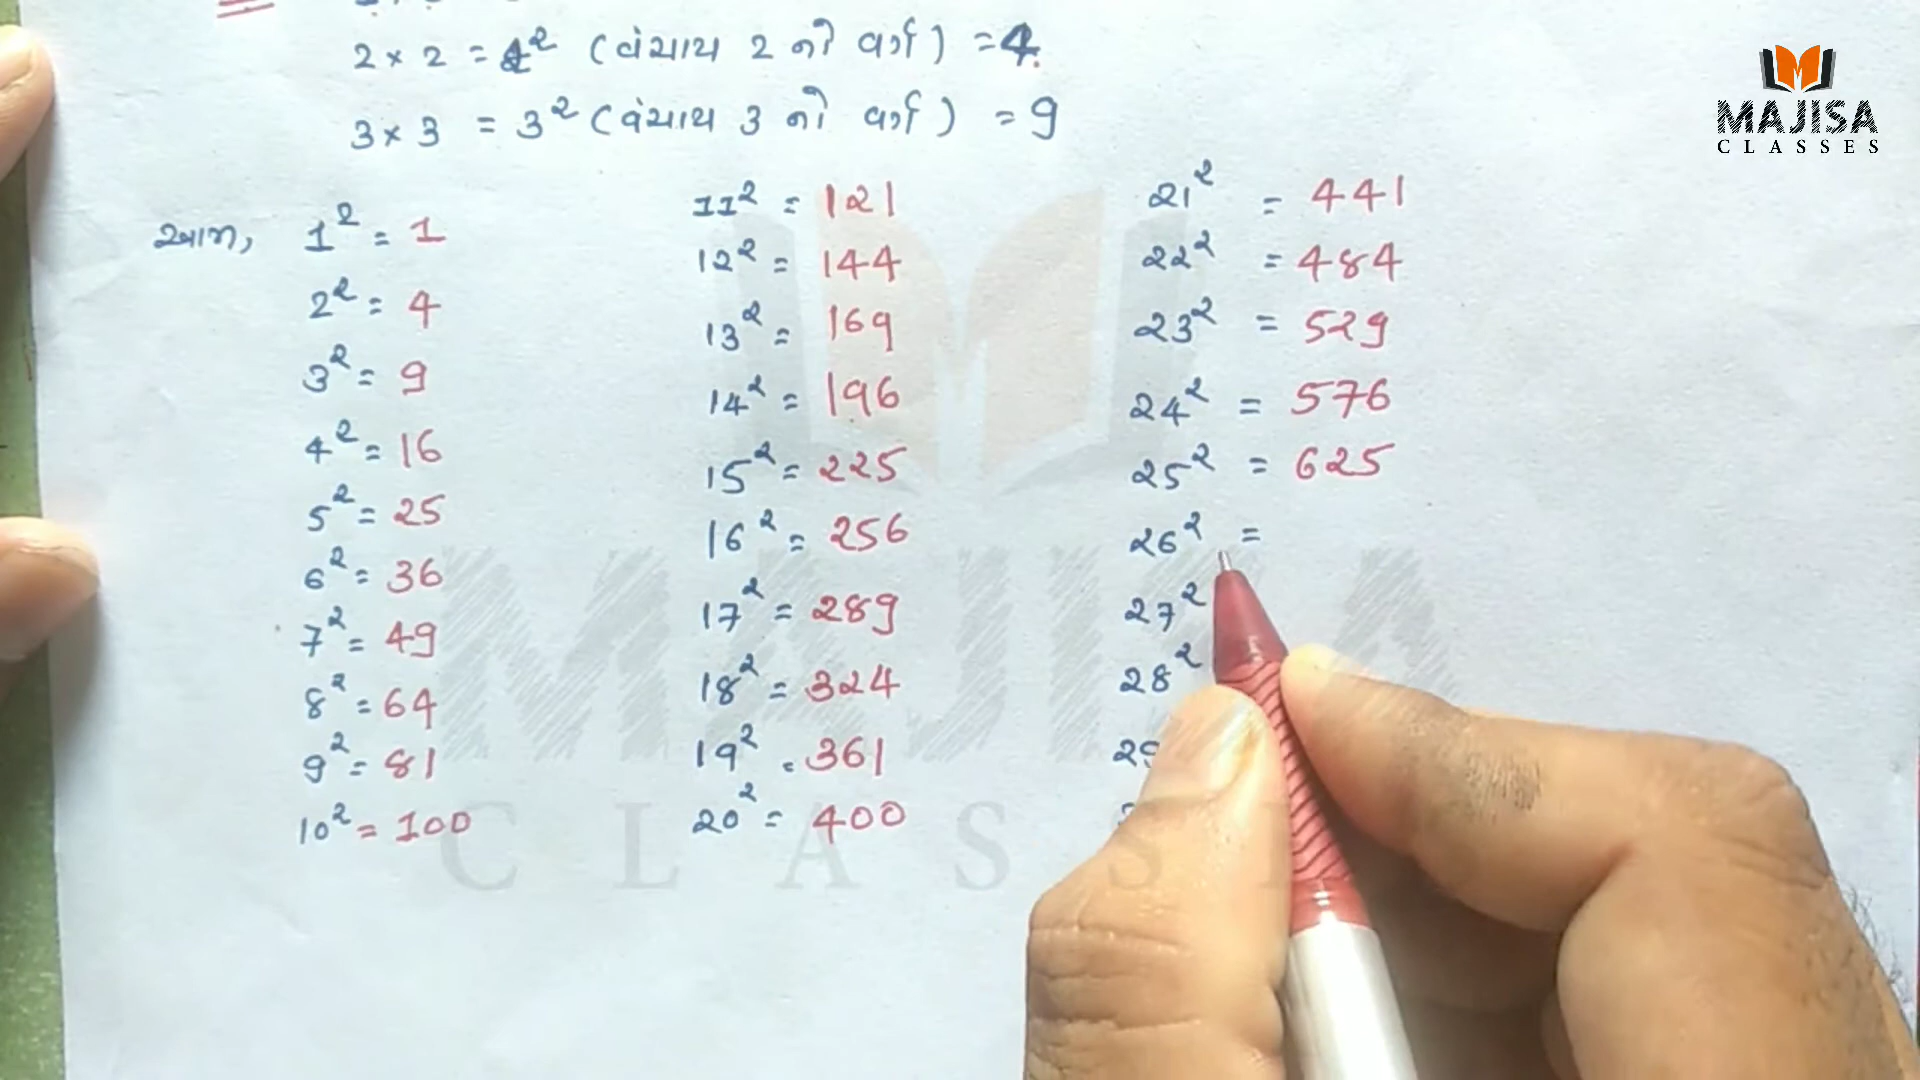 2 × 2 = 2² (વંચાય 2 નો વર્ગ) = 4
3 × 3 = 3² (વંચાય 3 નો વર્ગ) = 9
આમ, 1² = 1
2² = 4
3² = 9
4² = 16
5² = 25
6² = 36
7² = 49
8² = 64
9² = 81
10² = 100
11² = 121
12² = 144
13² = 169
14² = 196
15² = 225
16² = 256
17² = 289
18² = 324
19² = 361
20² = 400
21² = 441
22² = 484
23² = 529
24² = 576
25² = 625
26² =
27²
28²
29
MAJISA
CLASSES